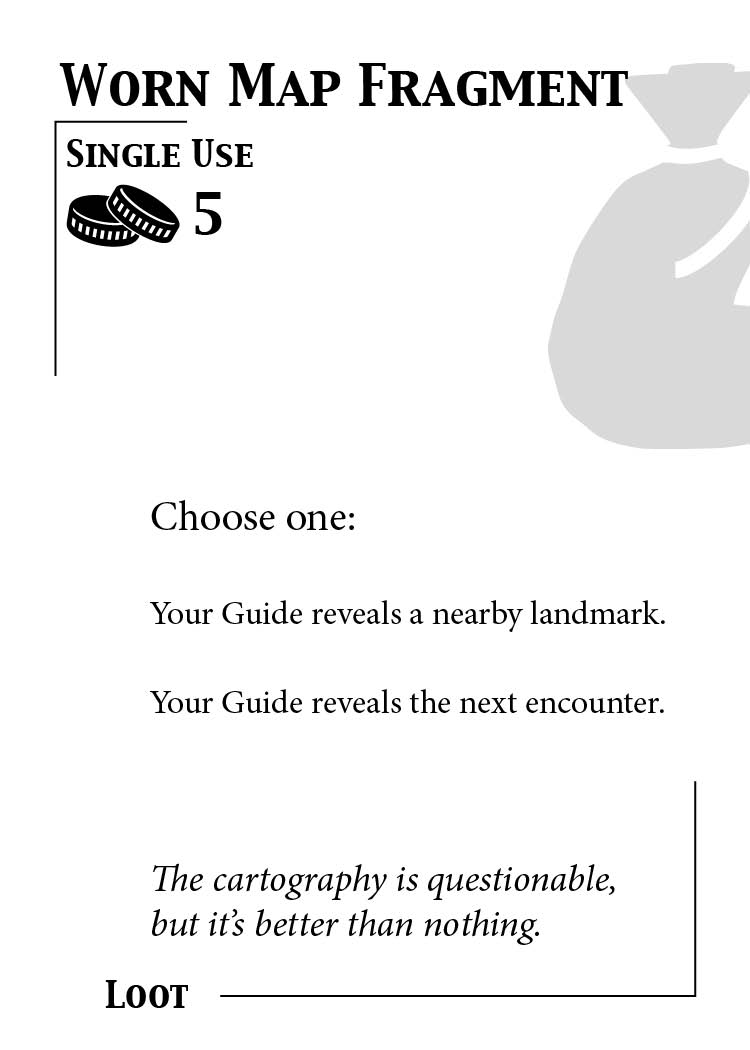 Worn Map Fragment
Single Use
5
Choose one:
Your Guide reveals a nearby landmark.
Your Guide reveals the next encounter.
The cartography is questionable,
but it’s better than nothing.
Loot